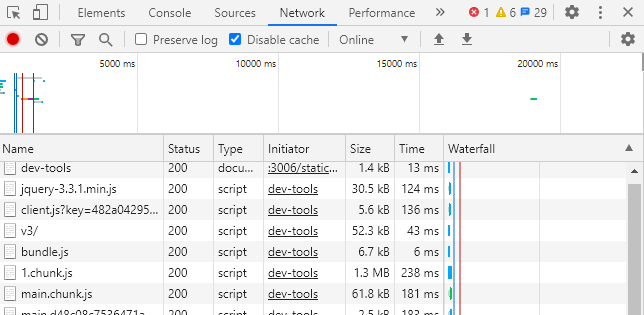 Elements Console Sources Network Performance » 1 6 29
Preserve log Disable cache Online
5000 ms 10000 ms 15000 ms 20000 ms
Name Status Type Initiator Size Time Waterfall
dev-tools 200 docu... :3006/static... 1.4 kB 13 ms
jquery-3.3.1.min.js 200 script dev-tools 30.5 kB 124 ms
client.js?key=482a04295... 200 script dev-tools 5.6 kB 136 ms
v3/ 200 script dev-tools 52.3 kB 43 ms
bundle.js 200 script dev-tools 6.7 kB 6 ms
1.chunk.js 200 script dev-tools 1.3 MB 238 ms
main.chunk.js 200 script dev-tools 61.8 kB 181 ms
main.d48c08c7536471a... 200 script dev-tools 2.5 kB 183 ms